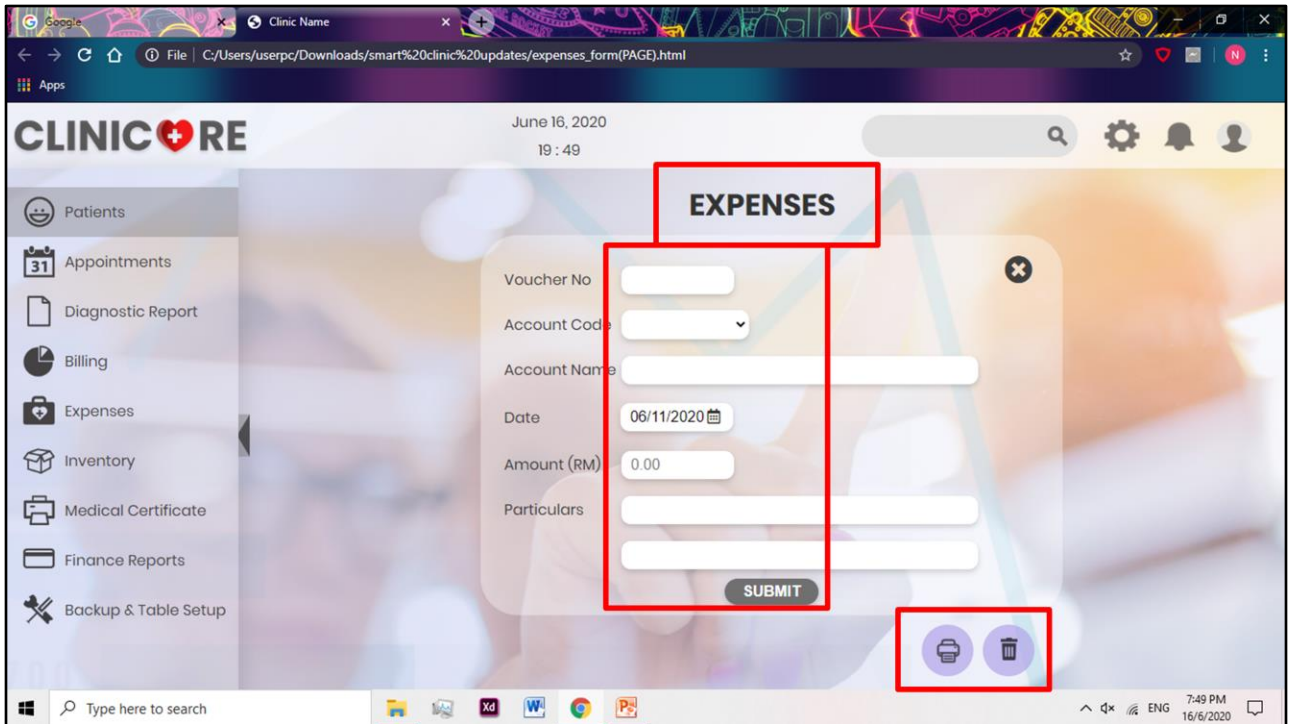 Google
Clinic Name
File | C:/Users/userpc/Downloads/smart%20clinic%20updates/expenses_form(PAGE).html
N
Apps
CLINIC RE
June 16, 2020
19 : 49
EXPENSES
Patients
31 Appointments
Diagnostic Report
Billing
Expenses
Inventory
Medical Certificate
Finance Reports
Backup & Table Setup
Voucher No
Account Code
Account Name
Date 06/11/2020
Amount (RM) 0.00
Particulars
SUBMIT
Type here to search
Xd
W
P
ENG
7:49 PM
16/6/2020